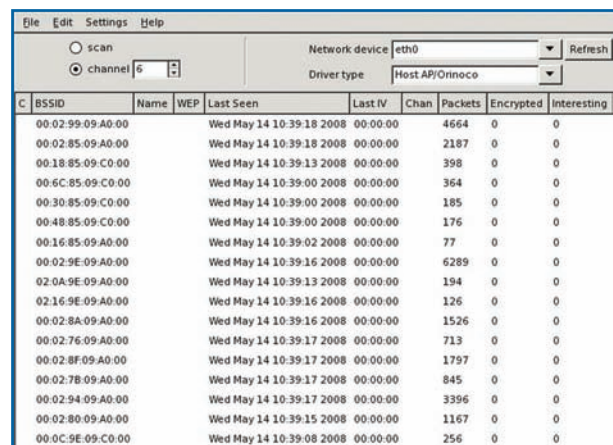 File Edit Settings Help
scan
channel 6
Network device eth0 Refresh
Driver type Host AP/Orinoco
C BSSID Name WEP Last Seen Last IV Chan Packets Encrypted Interesting
00:02:99:09:A0:00 Wed May 14 10:39:18 2008 00:00:00 4664 0 0
00:02:85:09:A0:00 Wed May 14 10:39:18 2008 00:00:00 2187 0 0
00:18:85:09:C0:00 Wed May 14 10:39:13 2008 00:00:00 398 0 0
00:6C:85:09:C0:00 Wed May 14 10:39:00 2008 00:00:00 364 0 0
00:30:85:09:C0:00 Wed May 14 10:39:00 2008 00:00:00 185 0 0
00:48:85:09:C0:00 Wed May 14 10:39:00 2008 00:00:00 176 0 0
00:16:85:09:A0:00 Wed May 14 10:39:02 2008 00:00:00 77 0 0
00:02:9E:09:A0:00 Wed May 14 10:39:16 2008 00:00:00 6289 0 0
02:0A:9E:09:A0:00 Wed May 14 10:39:13 2008 00:00:00 194 0 0
02:16:9E:09:A0:00 Wed May 14 10:39:16 2008 00:00:00 126 0 0
00:02:8A:09:A0:00 Wed May 14 10:39:16 2008 00:00:00 1526 0 0
00:02:76:09:A0:00 Wed May 14 10:39:17 2008 00:00:00 713 0 0
00:02:8F:09:A0:00 Wed May 14 10:39:17 2008 00:00:00 1797 0 0
00:02:7B:09:A0:00 Wed May 14 10:39:17 2008 00:00:00 845 0 0
00:02:94:09:A0:00 Wed May 14 10:39:17 2008 00:00:00 3396 0 0
00:02:80:09:A0:00 Wed May 14 10:39:15 2008 00:00:00 1167 0 0
00:0C:9E:09:C0:00 Wed May 14 10:39:08 2008 00:00:00 255 0 0